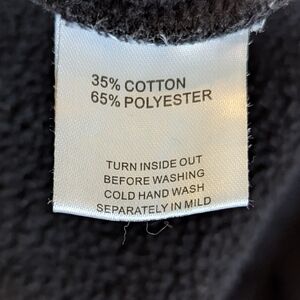 35% COTTON
65% POLYESTER
TURN INSIDE OUT
BEFORE WASHING
COLD HAND WASH
SEPARATELY IN MILD